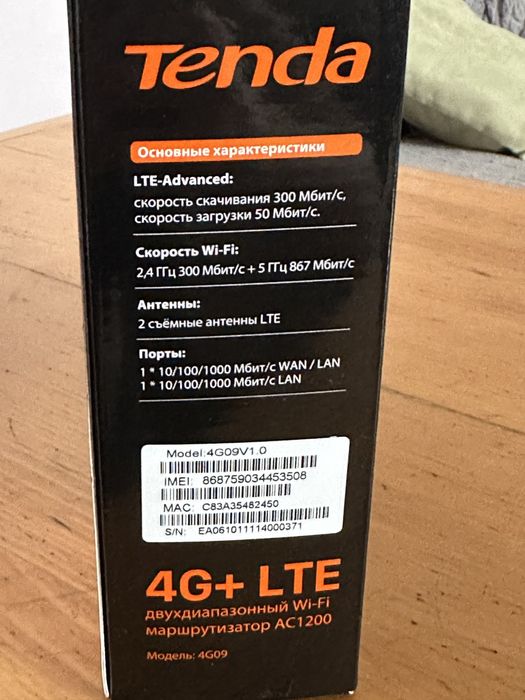 Tenda
Основные характеристики
LTE-Advanced:
скорость скачивания 300 Мбит/с,
скорость загрузки 50 Мбит/с.
Скорость Wi-Fi:
2,4 ГГц 300 Мбит/с + 5 ГГц 867 Мбит/с
Антенны:
2 съёмные антенны LTE
Порты:
1 * 10/100/1000 Мбит/с WAN / LAN
1 * 10/100/1000 Мбит/с LAN
Model:4G09V1.0
IMEI: 868759034453508
MAC: C83A35482450
S/N: EA061011114000371
4G+ LTE
двухдиапазонный Wi-Fi
маршрутизатор AC1200
Модель: 4G09